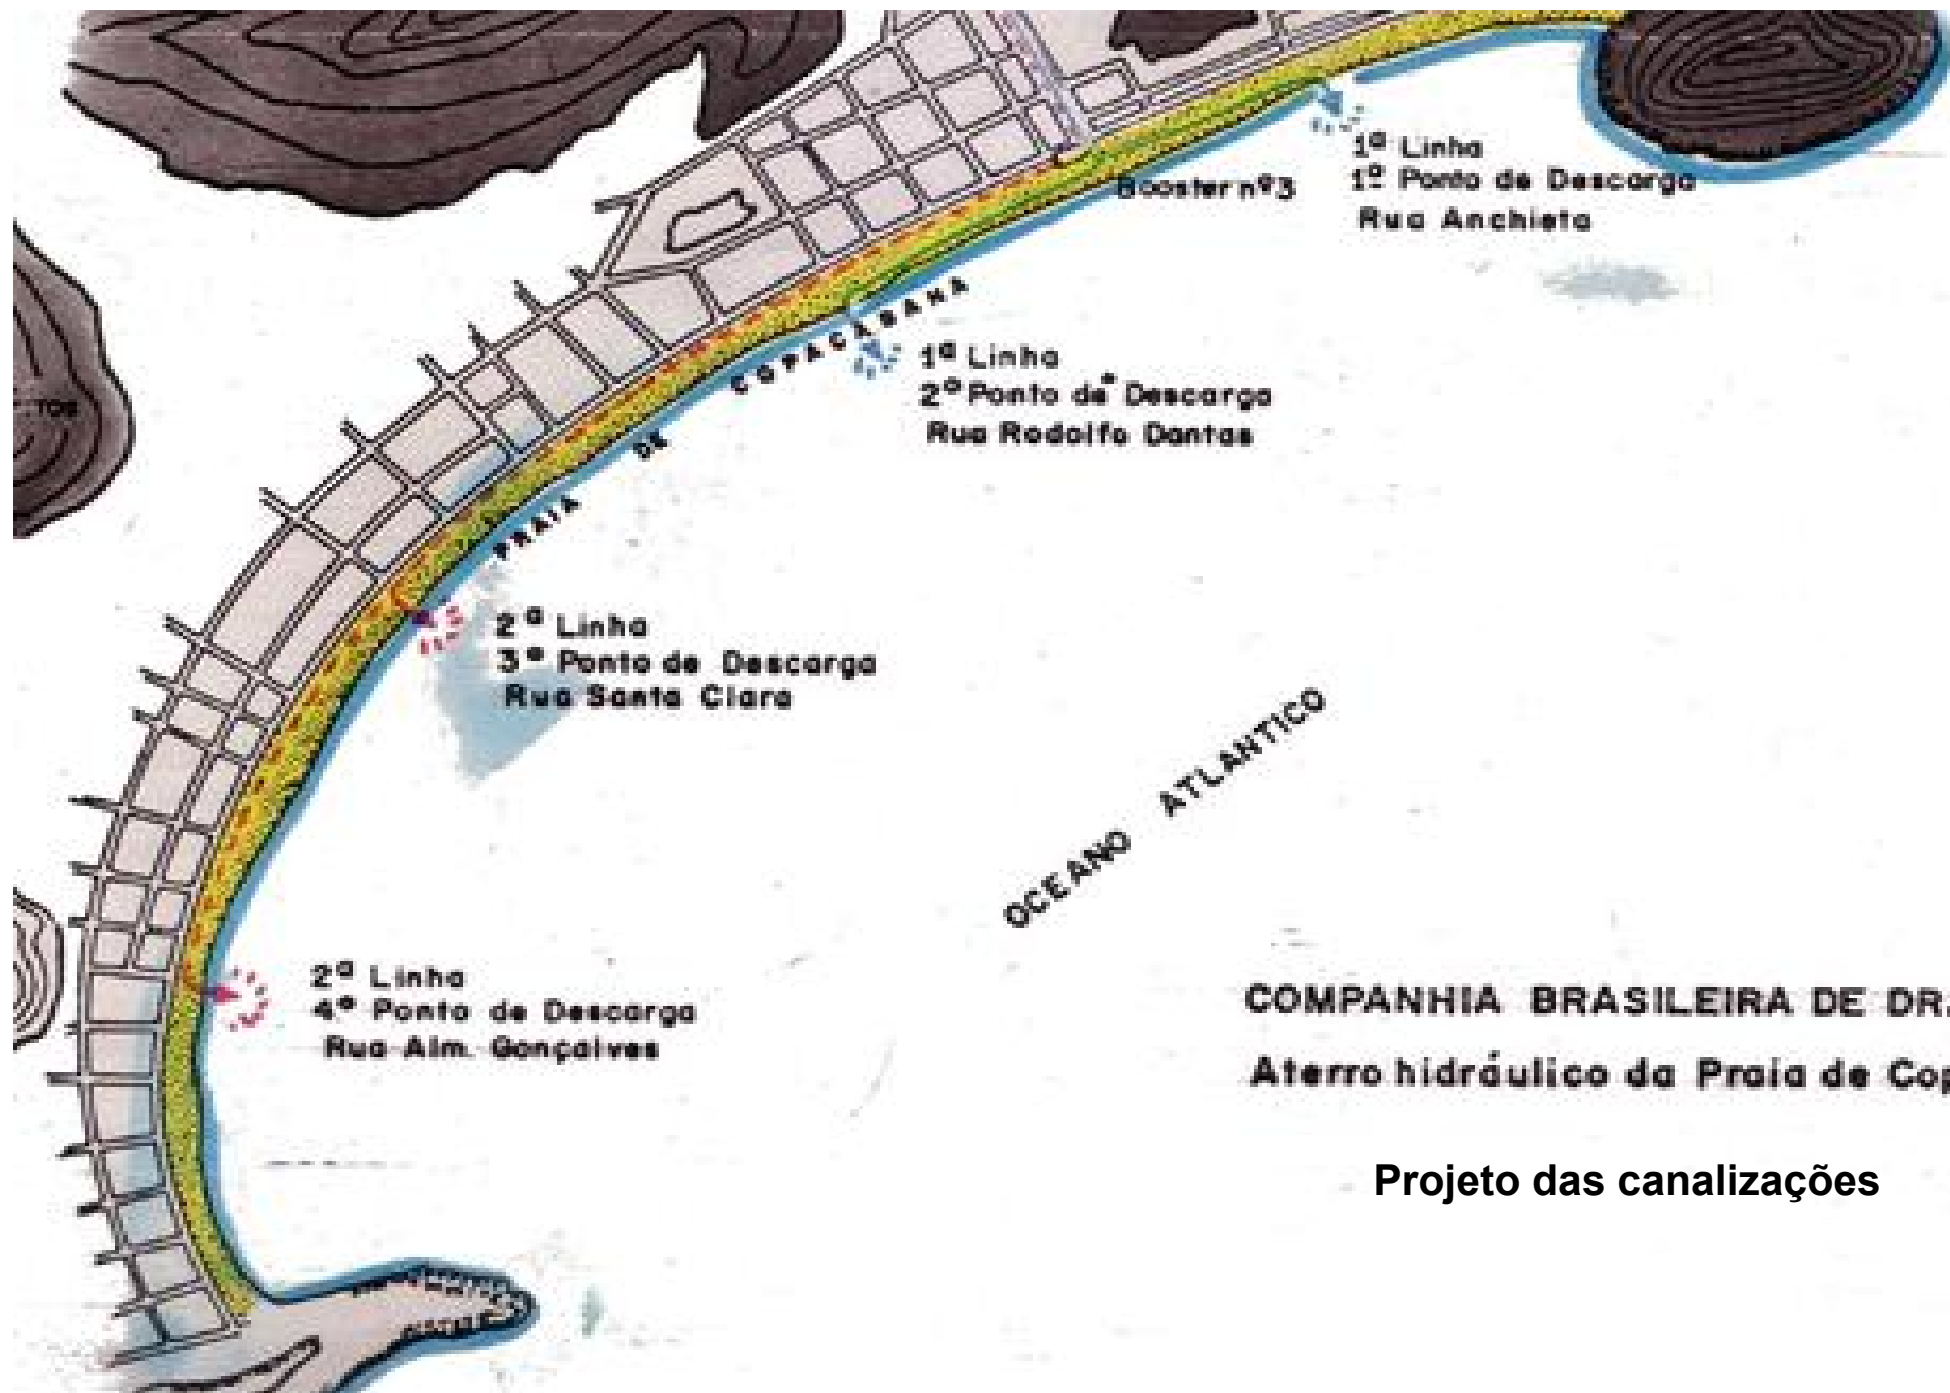 1ª Linha
1º Ponto de Descarga
Rua Anchieta
Booster nº 3
PRAIA DE COPACABANA
1ª Linha
2º Ponto de Descarga
Rua Rodolfo Dantas
2ª Linha
3º Ponto de Descarga
Rua Santa Clara
OCEANO ATLANTICO
2ª Linha
4º Ponto de Descarga
Rua Alm. Gonçalves
COMPANHIA BRASILEIRA DE DR
Aterro hidráulico da Praia de Cop
Projeto das canalizações